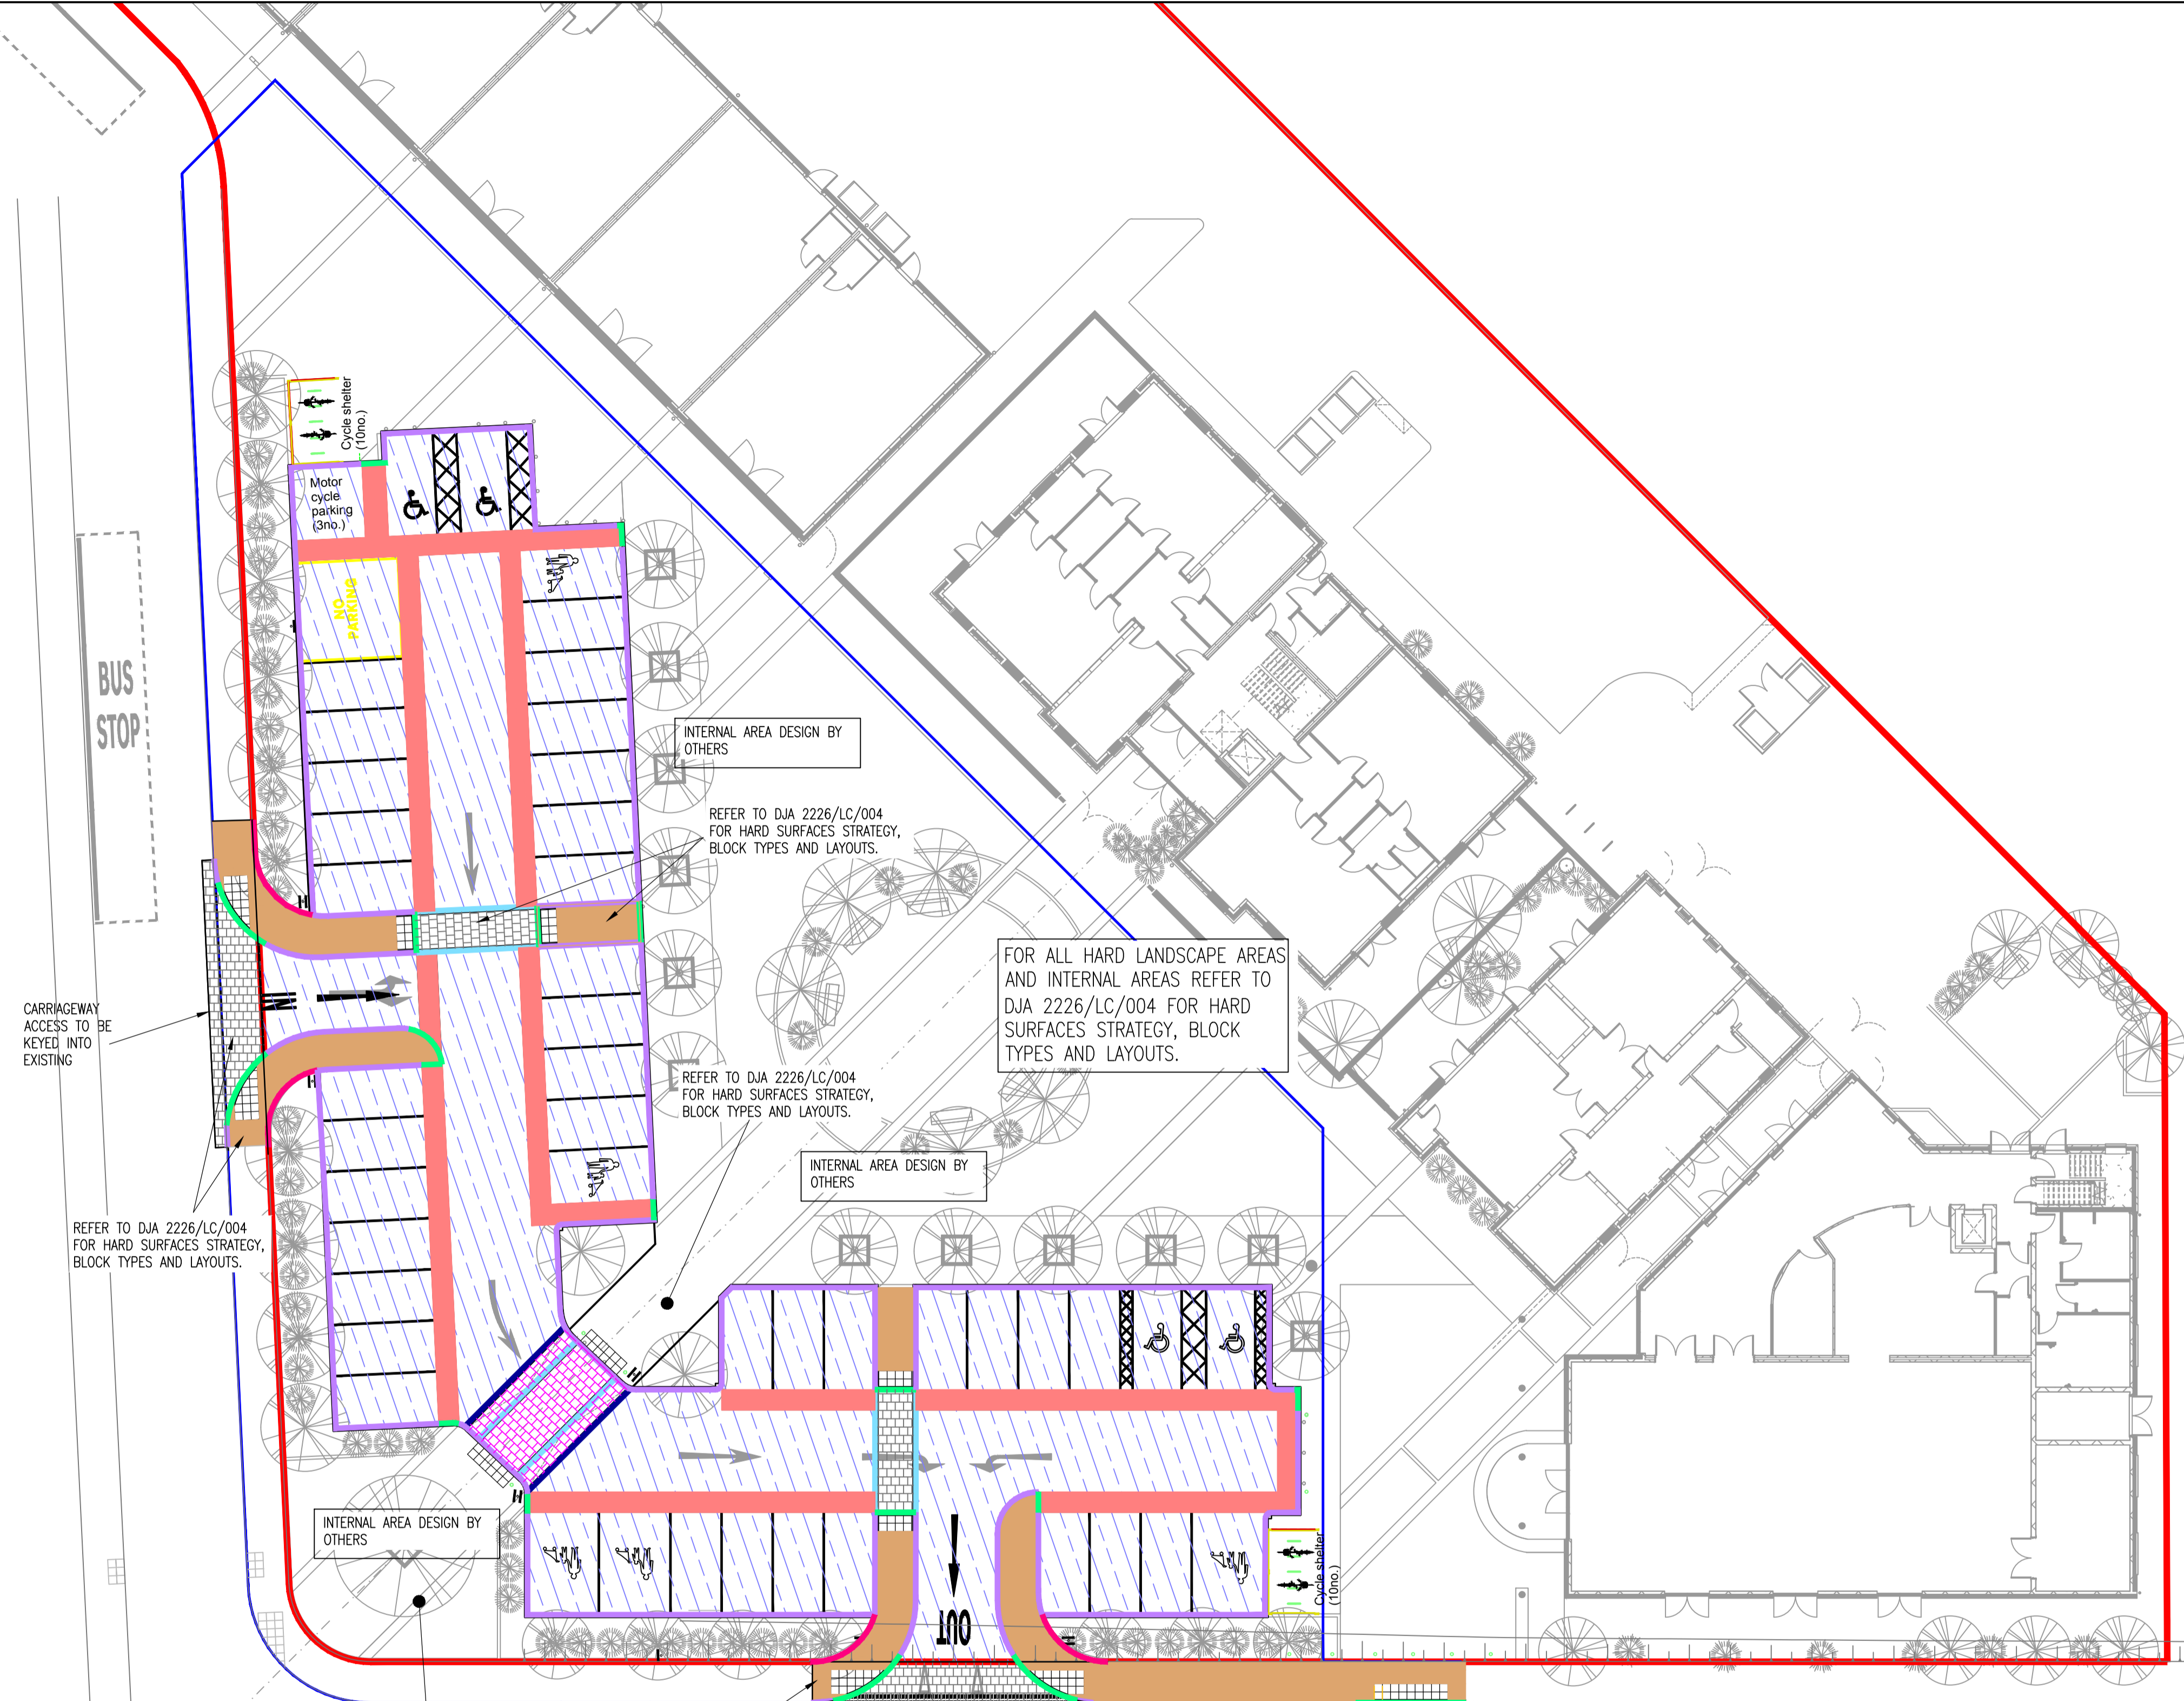 Cycle shelter
(10no.)
Motor
cycle
parking
(3no.)
NO
PARKING
BUS
STOP
INTERNAL AREA DESIGN BY
OTHERS
REFER TO DJA 2226/LC/004
FOR HARD SURFACES STRATEGY,
BLOCK TYPES AND LAYOUTS.
FOR ALL HARD LANDSCAPE AREAS
AND INTERNAL AREAS REFER TO
DJA 2226/LC/004 FOR HARD
SURFACES STRATEGY, BLOCK
TYPES AND LAYOUTS.
IN
CARRIAGEWAY
ACCESS TO BE
KEYED INTO
EXISTING
REFER TO DJA 2226/LC/004
FOR HARD SURFACES STRATEGY,
BLOCK TYPES AND LAYOUTS.
INTERNAL AREA DESIGN BY
OTHERS
REFER TO DJA 2226/LC/004
FOR HARD SURFACES STRATEGY,
BLOCK TYPES AND LAYOUTS.
INTERNAL AREA DESIGN BY
OTHERS
Cycle shelter
(10no.)
OUT